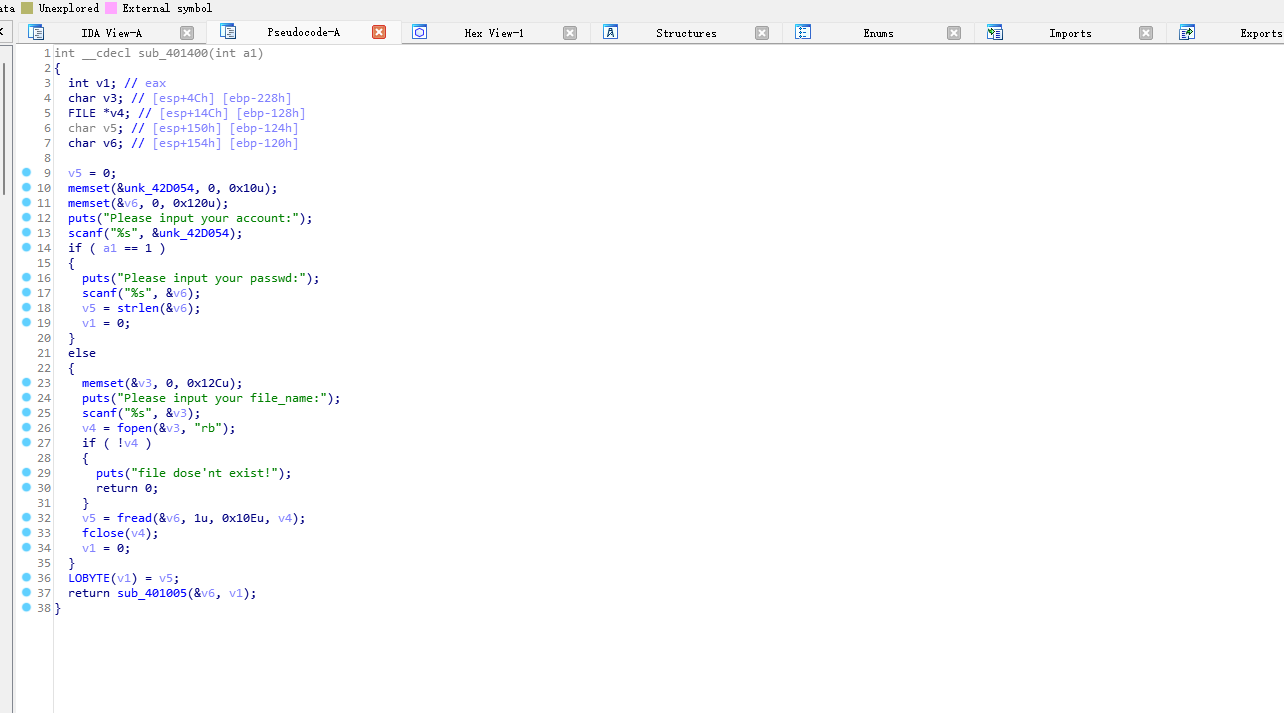 ata Unexplored External symbol
IDA View-A Pseudocode-A Hex View-1 Structures Enums Imports Exports
1 int __cdecl sub_401400(int a1)
2 {
3 int v1; // eax
4 char v3; // [esp+4Ch] [ebp-228h]
5 FILE *v4; // [esp+14Ch] [ebp-128h]
6 char v5; // [esp+150h] [ebp-124h]
7 char v6; // [esp+154h] [ebp-120h]
8
9 v5 = 0;
10 memset(&unk_42D054, 0, 0x10u);
11 memset(&v6, 0, 0x120u);
12 puts("Please input your account:");
13 scanf("%s", &unk_42D054);
14 if ( a1 == 1 )
15 {
16 puts("Please input your passwd:");
17 scanf("%s", &v6);
18 v5 = strlen(&v6);
19 v1 = 0;
20 }
21 else
22 {
23 memset(&v3, 0, 0x12Cu);
24 puts("Please input your file_name:");
25 scanf("%s", &v3);
26 v4 = fopen(&v3, "rb");
27 if ( !v4 )
28 {
29 puts("file dose'nt exist!");
30 return 0;
31 }
32 v5 = fread(&v6, 1u, 0x10Eu, v4);
33 fclose(v4);
34 v1 = 0;
35 }
36 LOBYTE(v1) = v5;
37 return sub_401005(&v6, v1);
38 }